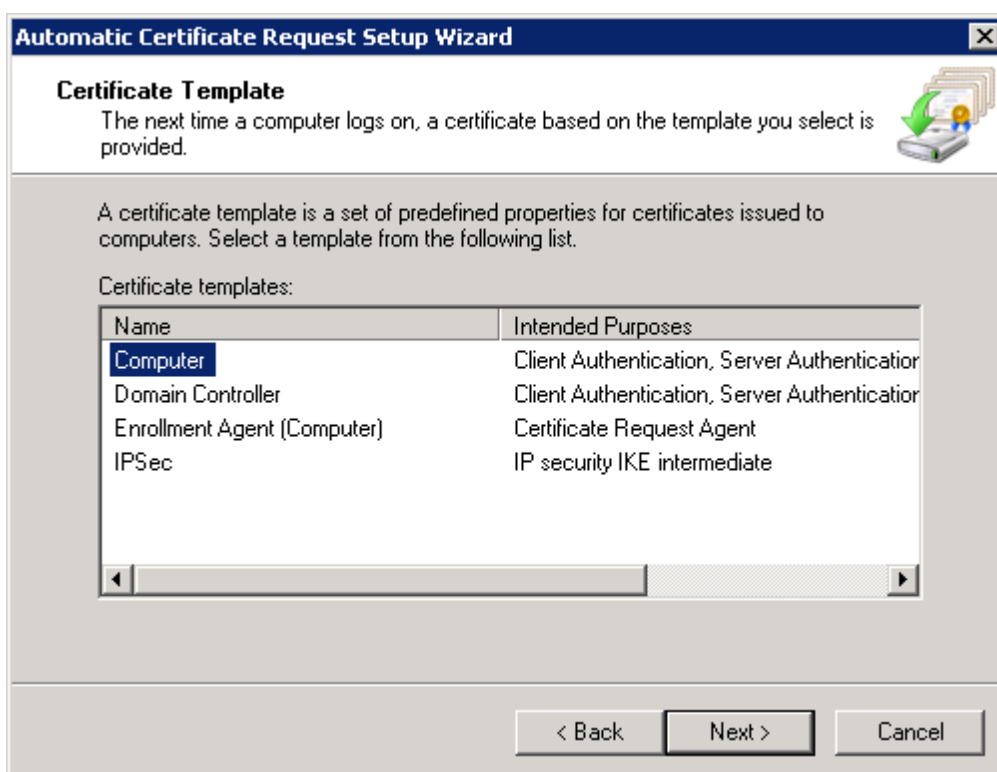 Automatic Certificate Request Setup Wizard
Certificate Template
The next time a computer logs on, a certificate based on the template you select is
provided.
A certificate template is a set of predefined properties for certificates issued to
computers. Select a template from the following list.
Certificate templates:
Name Intended Purposes
Computer Client Authentication, Server Authentication
Domain Controller Client Authentication, Server Authentication
Enrollment Agent (Computer) Certificate Request Agent
IPSec IP security IKE intermediate
< Back Next > Cancel